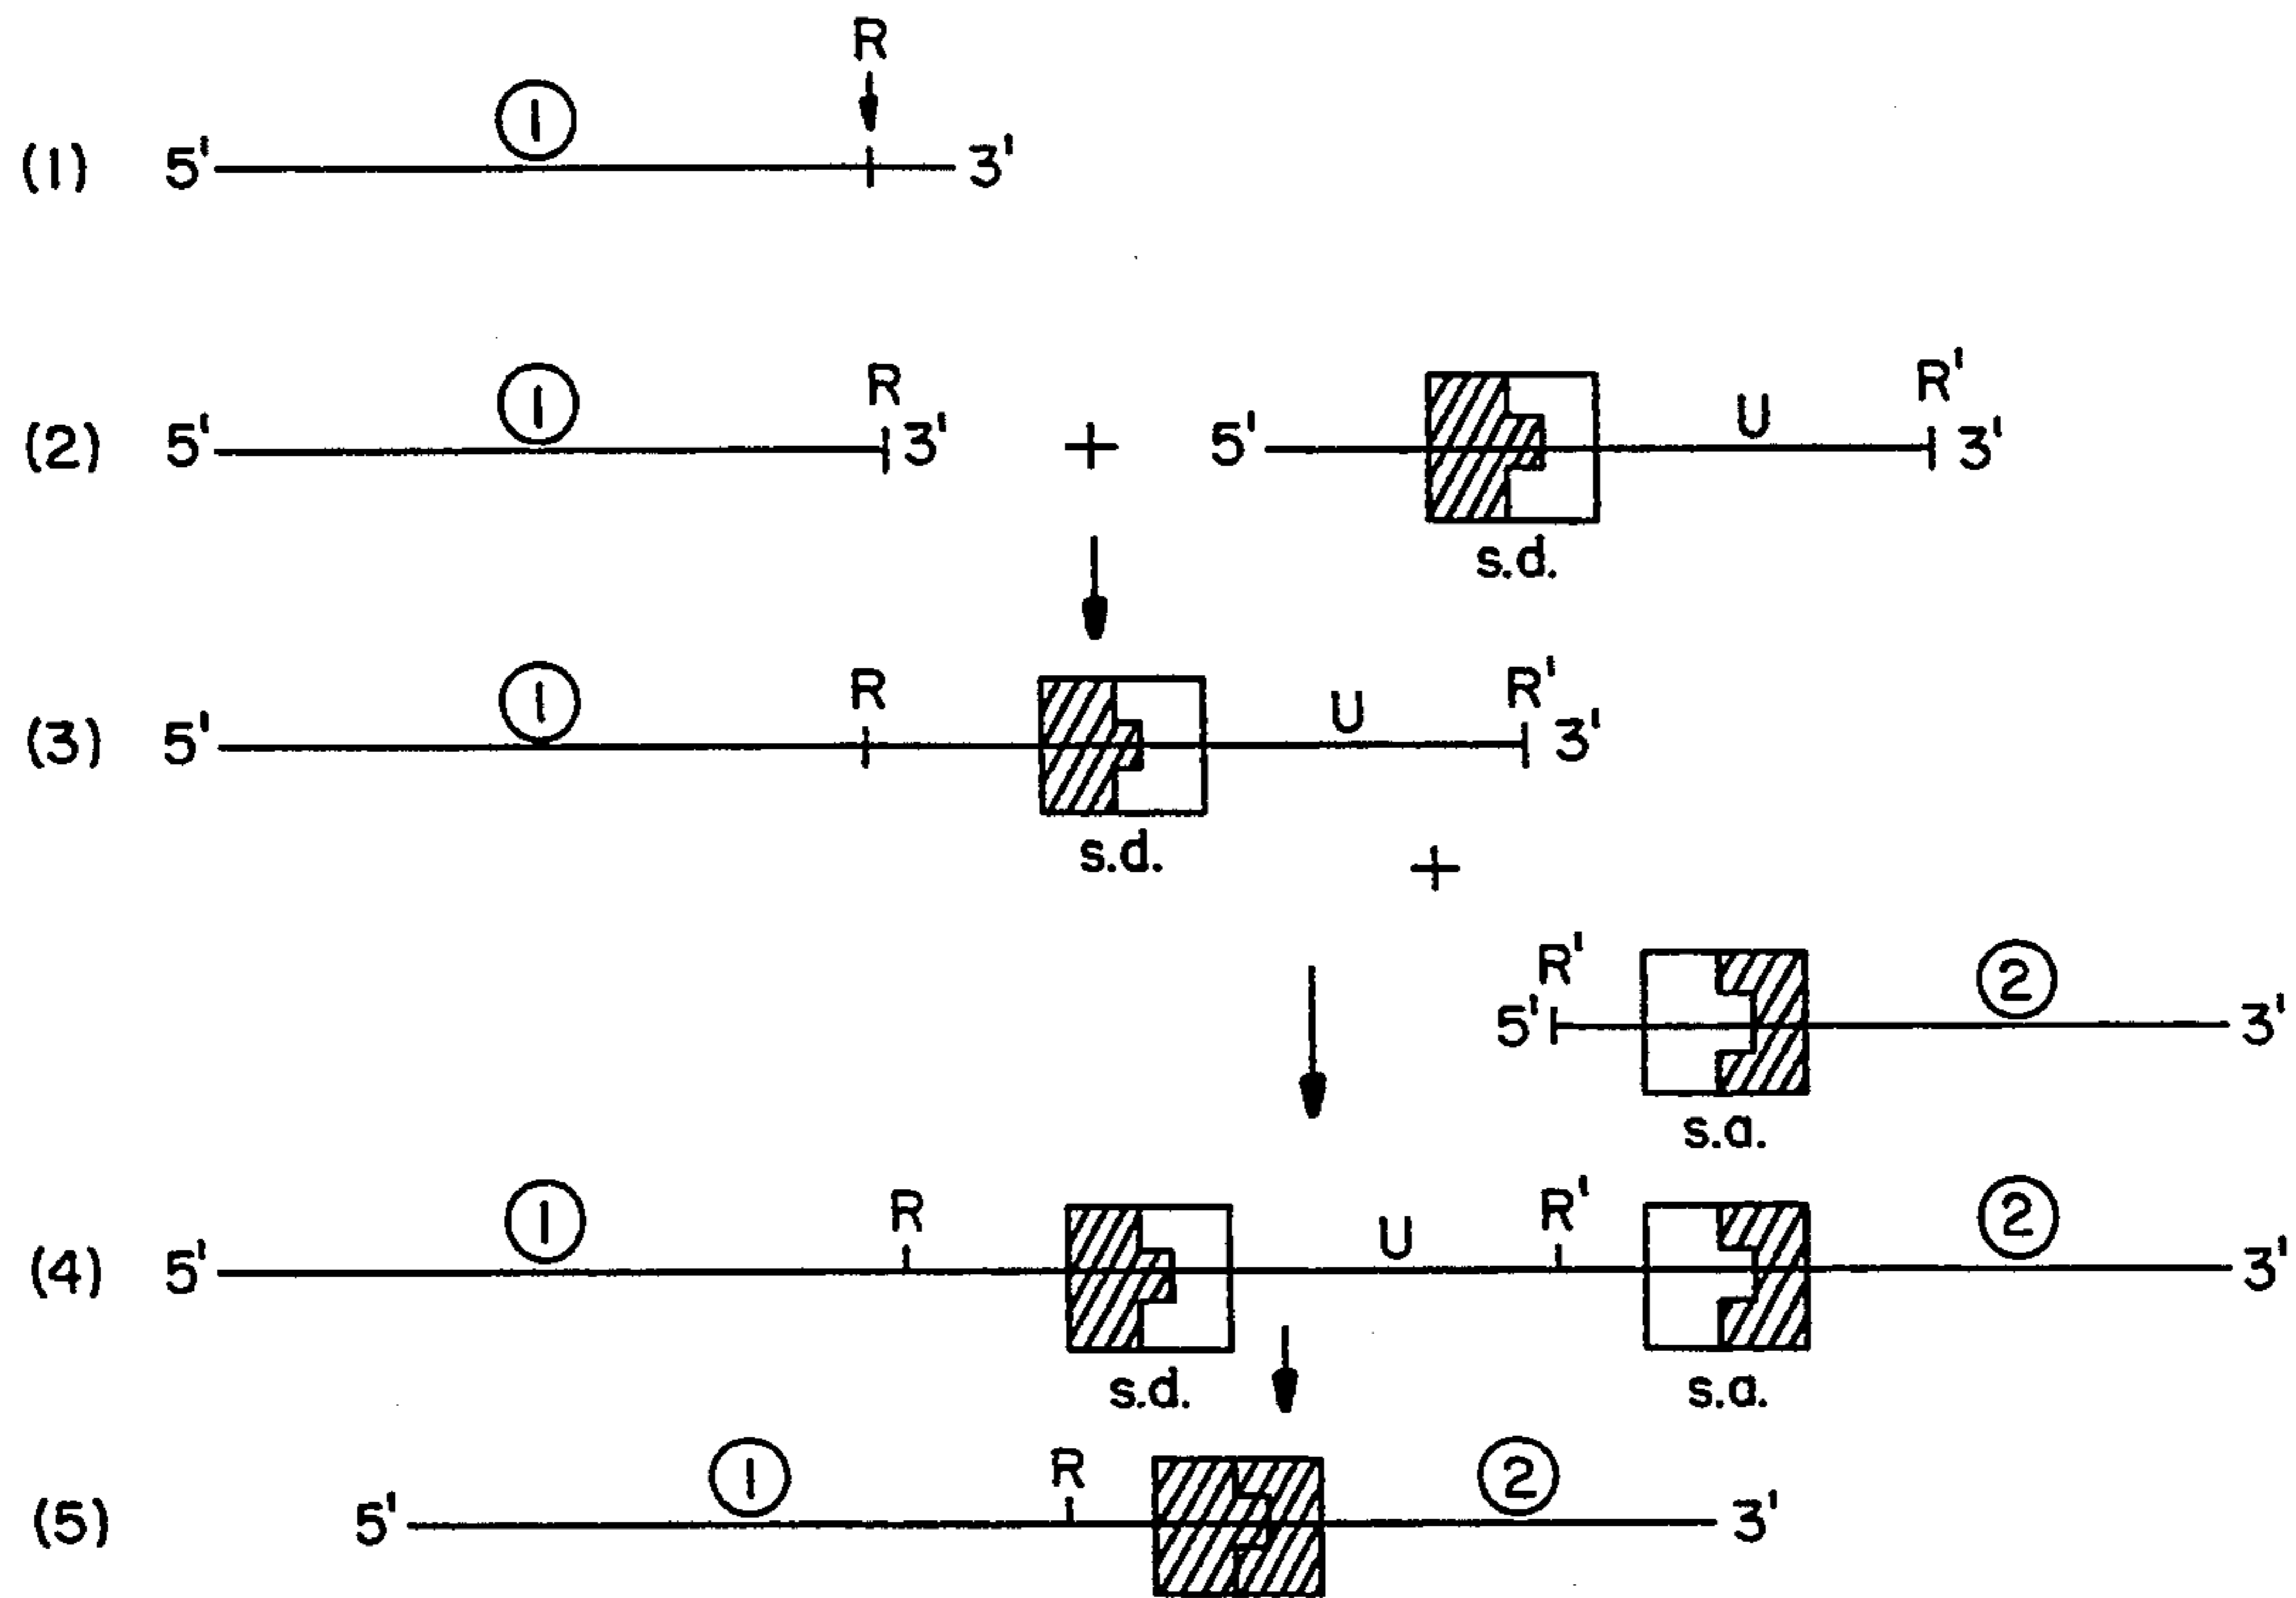 R
(1) 5' ① 3'
R R'
(2) 5' ① 3' + 5' U 3'
s.d.
R R'
(3) 5' ① U 3'
s.d.
+
R' ②
5' 3'
s.a.
(4) 5' ① R U R' ② 3'
s.d. s.a.
(5) 5' ① R ② 3'